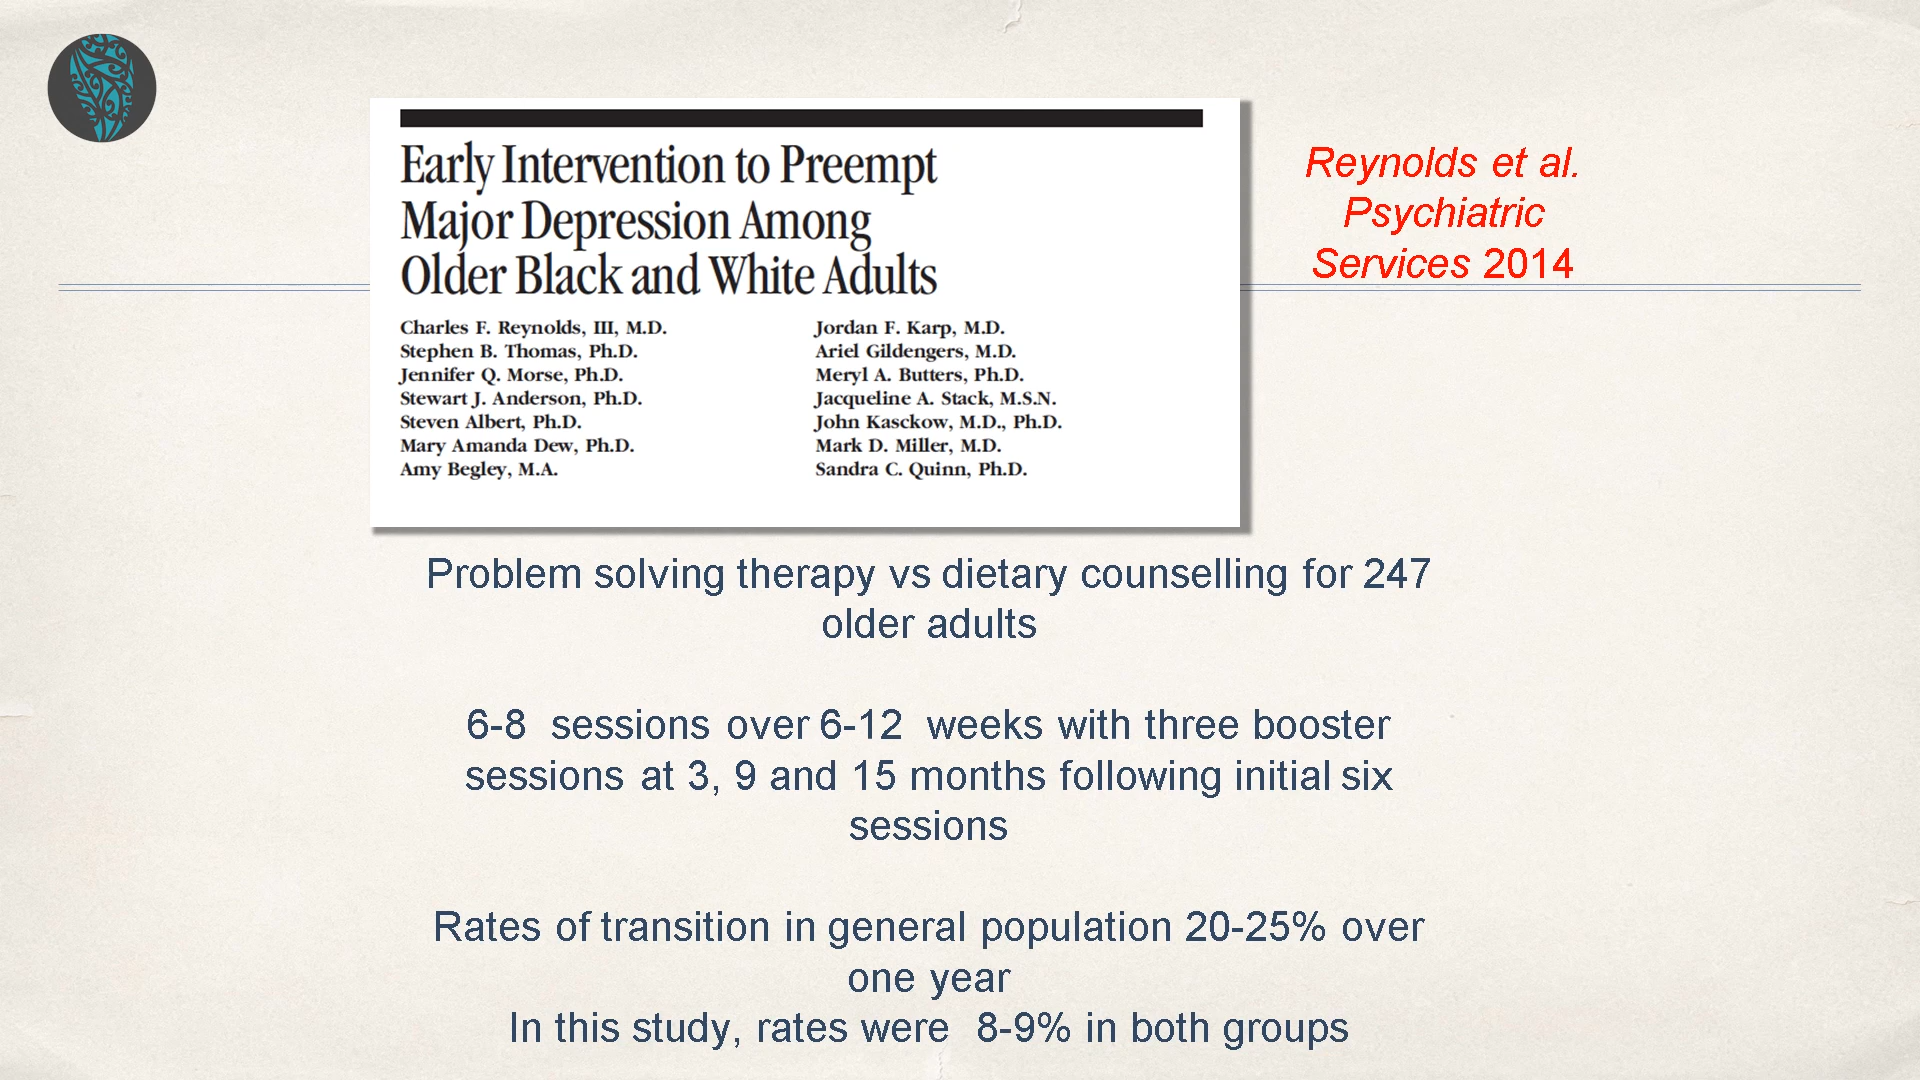 Early Intervention to Preempt
Major Depression Among
Older Black and White Adults
Charles F. Reynolds, III, M.D.
Stephen B. Thomas, Ph.D.
Jennifer Q. Morse, Ph.D.
Stewart J. Anderson, Ph.D.
Steven Albert, Ph.D.
Mary Amanda Dew, Ph.D.
Amy Begley, M.A.
Jordan F. Karp, M.D.
Ariel Gildengers, M.D.
Meryl A. Butters, Ph.D.
Jacqueline A. Stack, M.S.N.
John Kasckow, M.D., Ph.D.
Mark D. Miller, M.D.
Sandra C. Quinn, Ph.D.
Reynolds et al.
Psychiatric
Services 2014
Problem solving therapy vs dietary counselling for 247
older adults
6-8 sessions over 6-12 weeks with three booster
sessions at 3, 9 and 15 months following initial six
sessions
Rates of transition in general population 20-25% over
one year
In this study, rates were 8-9% in both groups